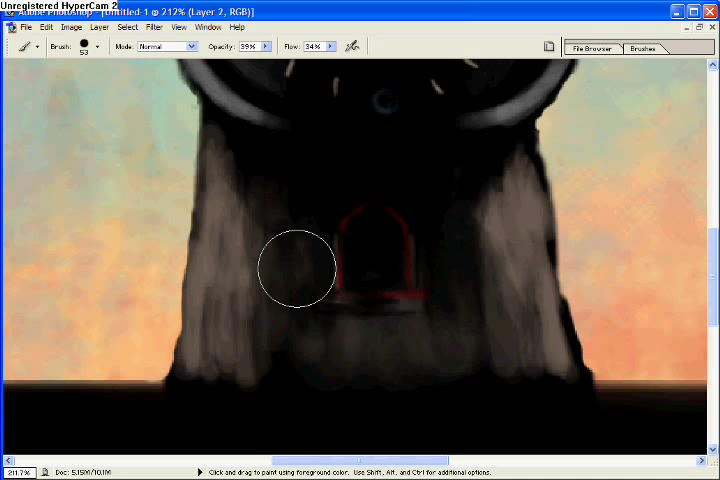 Unregistered HyperCam 2
[Untitled-1 @ 212% (Layer 2, RGB)]
File Edit Image Layer Select Filter View Window Help
Brush: 53 Mode: Normal Opacity: 39% Flow: 34% File Browser Brushes
211.7% Doc: 5.15M/10.1M Click and drag to paint using foreground color. Use Shift, Alt, and Ctrl for additional options.